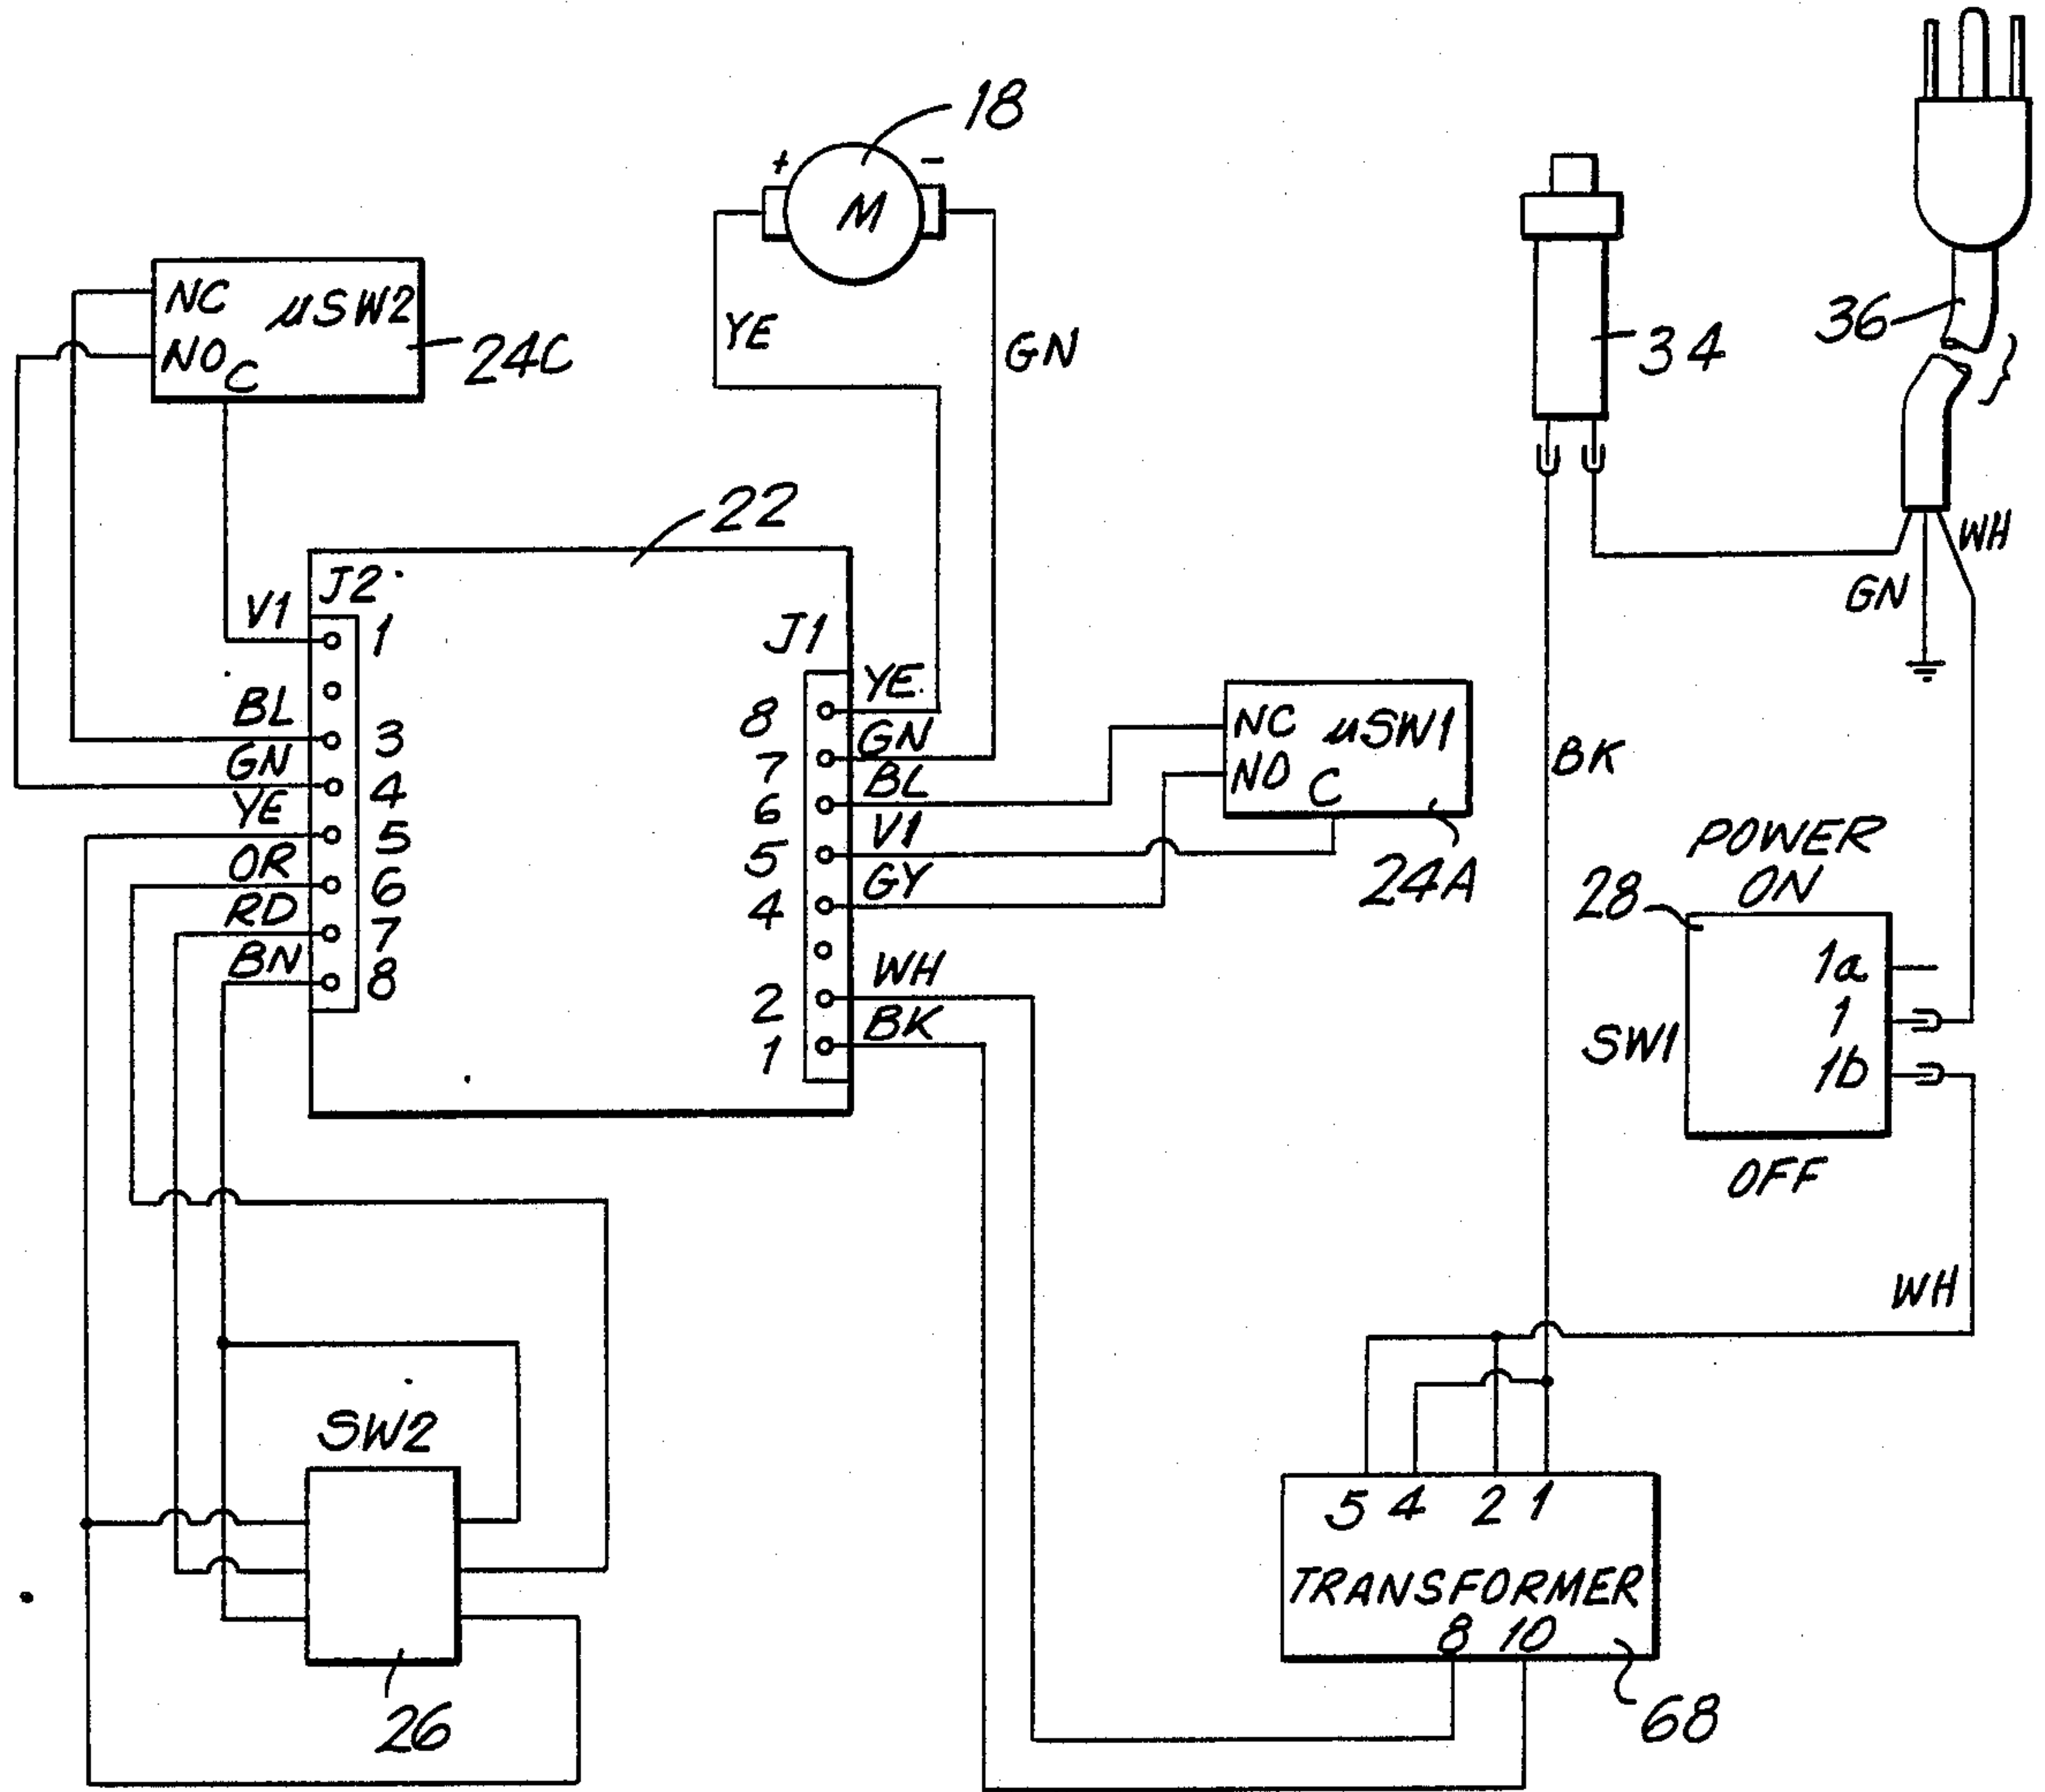 18
+
-
M
NC
µSW2
NO
C
24C
YE
GN
34
36
22
WH
GN
J2
V1
1
J1
BL
3
GN
4
YE
5
OR
6
RD
7
BN
8
8
YE
7
GN
6
BL
5
V1
4
GY
2
WH
1
BK
NC
µSW1
NO
C
24A
BK
POWER
ON
28
1a
1
SW1
1b
OFF
WH
SW2
26
5 4 2 1
TRANSFORMER
8 10
68